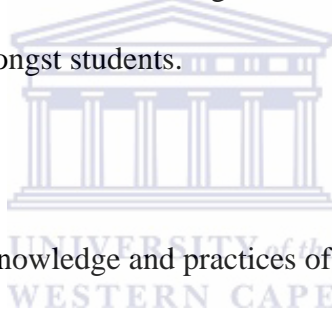 ongst students.
UNIVERSITY of the
nowledge and practices of
WESTERN CAPE